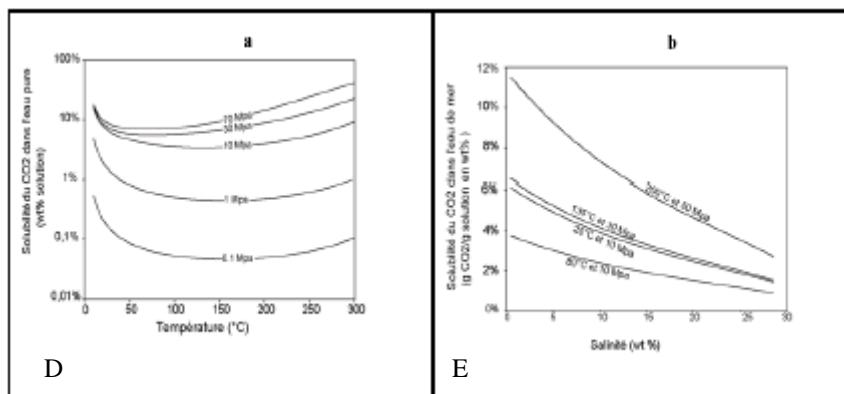 a
Solubilité du CO2 dans l'eau pure
(wt% solution)
100%
10%
1%
0,1%
0,01%
10 Mpa
1 Mpa
0.1 Mpa
0
50
100
150
200
250
300
Température (°C)
D
b
Solubilité du CO2 dans l'eau de mer
12%
10%
8%
6%
4%
2%
0%
et 10 Mpa
0
5
10
15
20
25
30
Salinité (wt %)
E